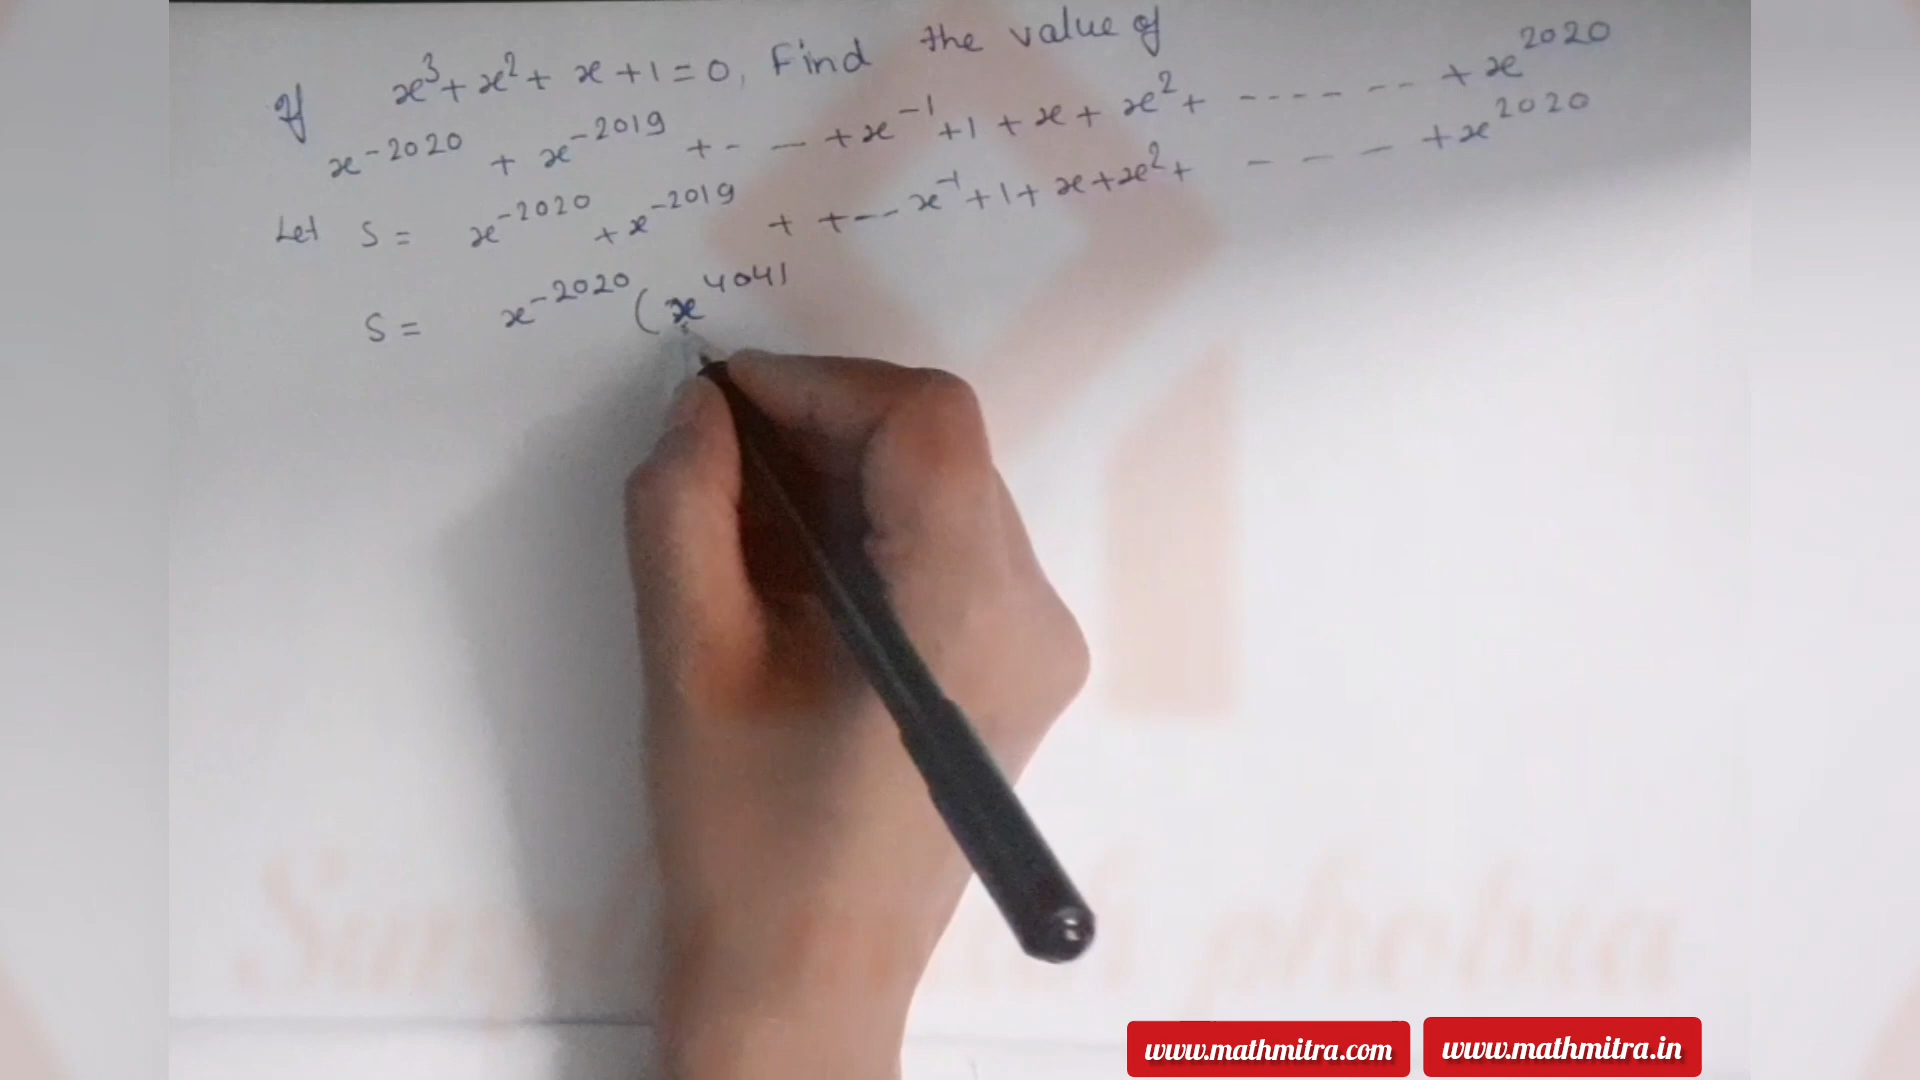 If x³ + x² + x + 1 = 0, Find the value of
x⁻²⁰²⁰ + x⁻²⁰¹⁹ + - - - + x⁻¹ + 1 + x + x² + - - - - - - - + x²⁰²⁰
Let S = x⁻²⁰²⁰ + x⁻²⁰¹⁹ + + - - - x⁻¹ + 1 + x + x² + - - - - + x²⁰²⁰
S = x⁻²⁰²⁰ (x⁴⁰⁴¹
www.mathmitra.com www.mathmitra.in